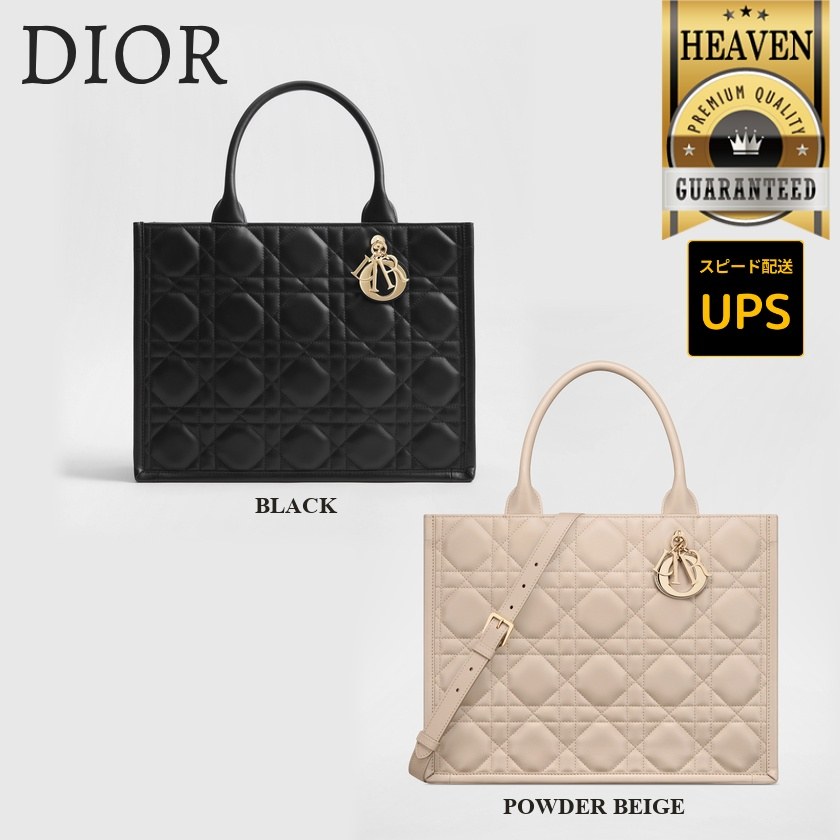 DIOR
HEAVEN
PREMIUM QUALITY
GUARANTEED
スピード配送
UPS
BLACK
POWDER BEIGE